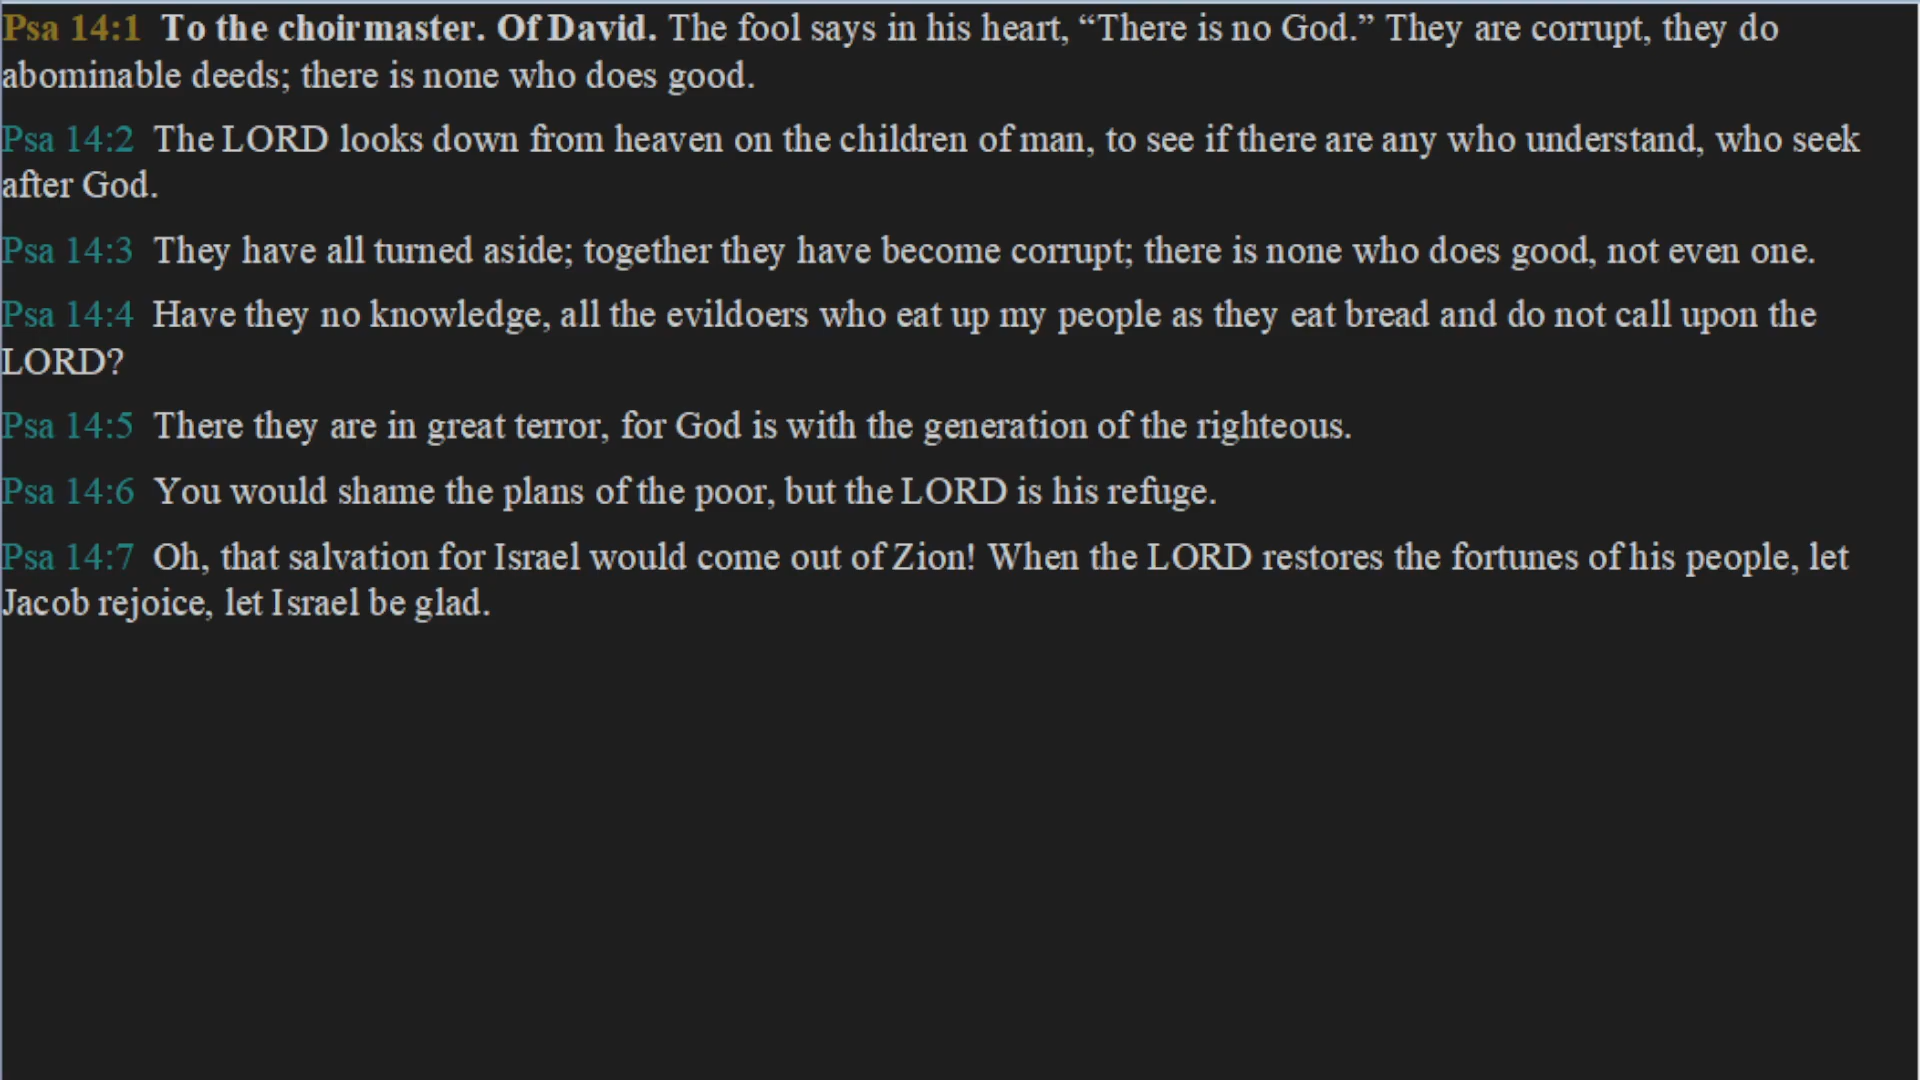 Psa 14:1 To the choirmaster. Of David. The fool says in his heart, “There is no God.” They are corrupt, they do
abominable deeds; there is none who does good.
Psa 14:2 The LORD looks down from heaven on the children of man, to see if there are any who understand, who seek
after God.
Psa 14:3 They have all turned aside; together they have become corrupt; there is none who does good, not even one.
Psa 14:4 Have they no knowledge, all the evildoers who eat up my people as they eat bread and do not call upon the
LORD?
Psa 14:5 There they are in great terror, for God is with the generation of the righteous.
Psa 14:6 You would shame the plans of the poor, but the LORD is his refuge.
Psa 14:7 Oh, that salvation for Israel would come out of Zion! When the LORD restores the fortunes of his people, let
Jacob rejoice, let Israel be glad.